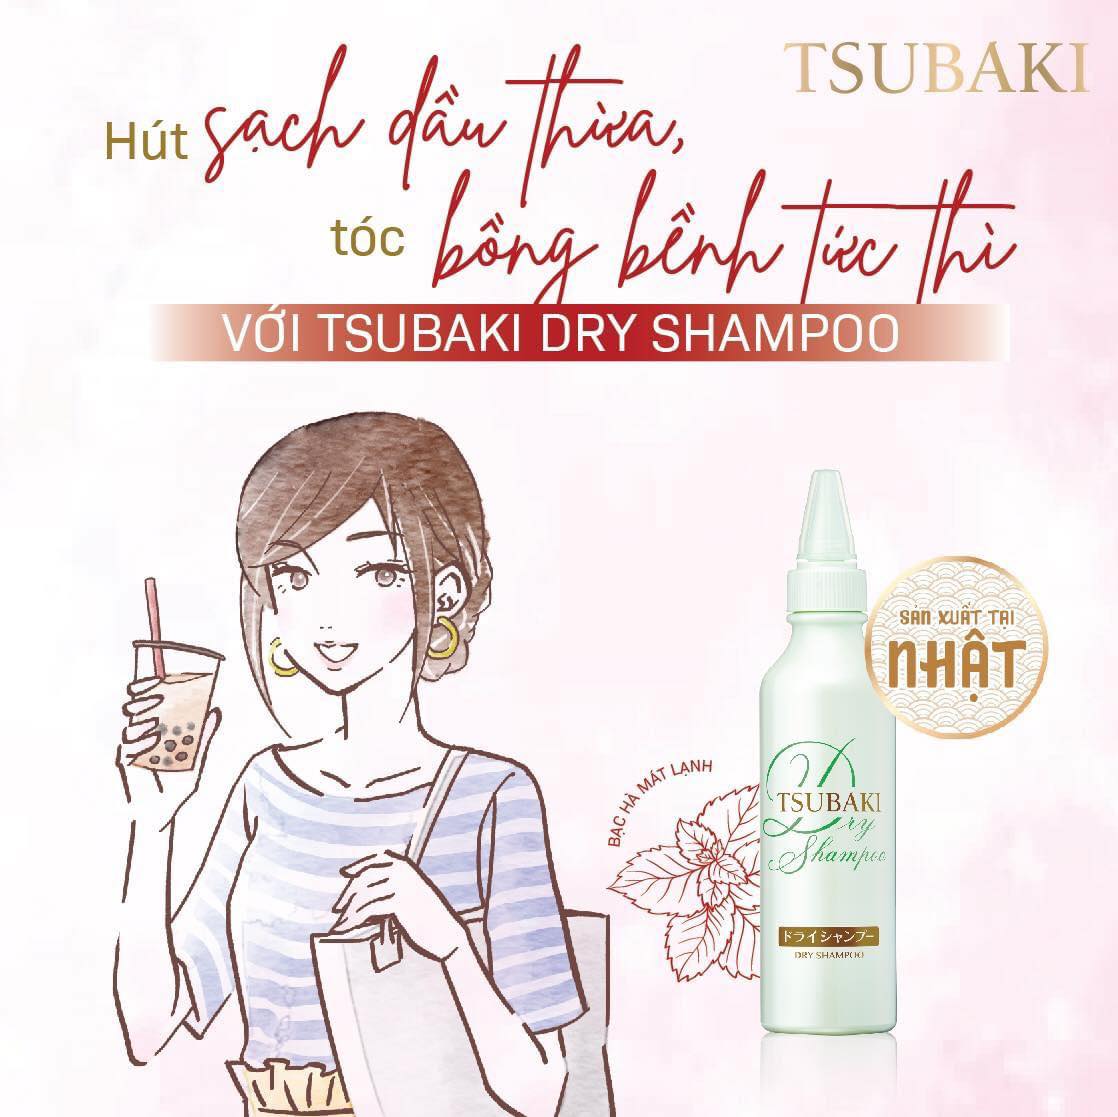 TSUBAKI
Hút sạch dầu thừa,
tóc bồng bềnh tức thì
VỚI TSUBAKI DRY SHAMPOO
SẢN XUẤT TẠI
NHẬT
BẠC HÀ MÁT LẠNH
TSUBAKI
Dry
Shampoo
ドライシャンプー
DRY SHAMPOO